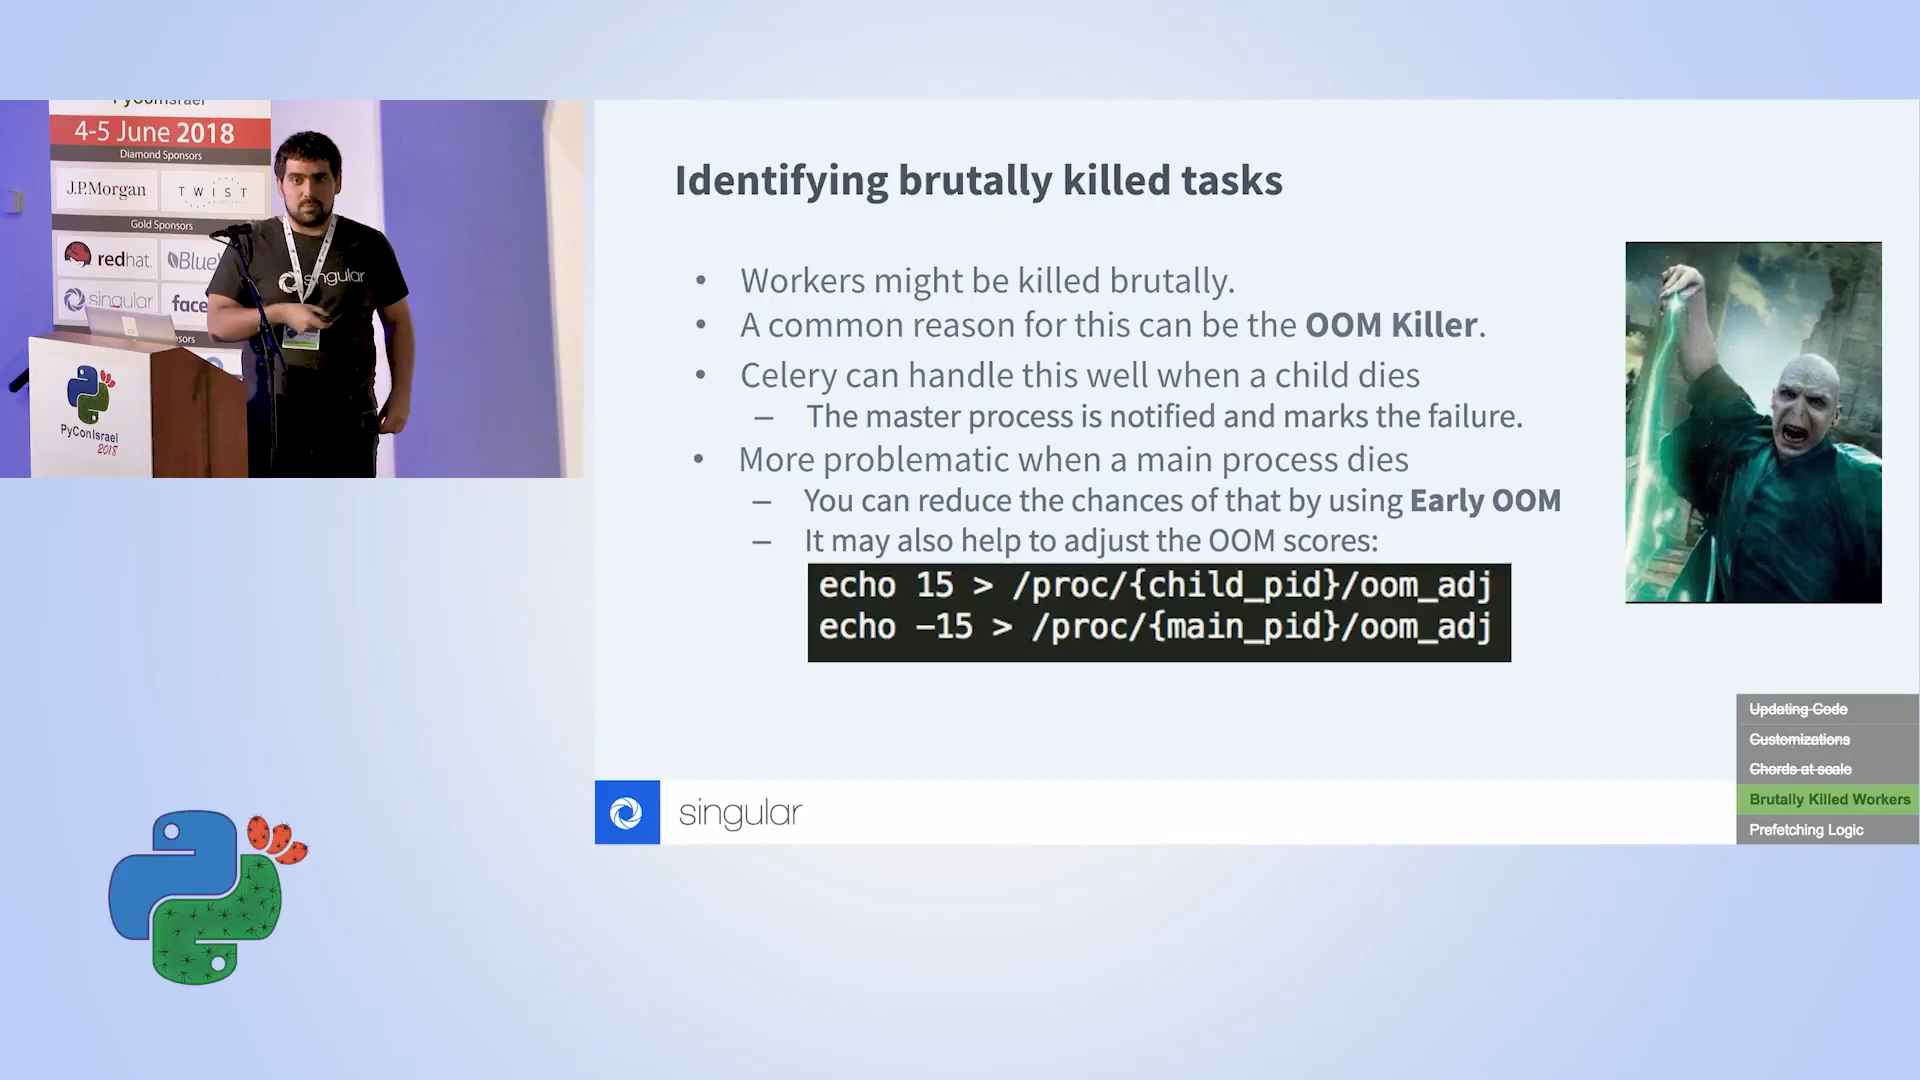 PyConIsrael
4-5 June 2018
Diamond Sponsors
J.P.Morgan
TWIST
Gold Sponsors
redhat.
Blue
singular
face
sors
singular
PyConIsrael
2018
Identifying brutally killed tasks
• Workers might be killed brutally.
• A common reason for this can be the OOM Killer.
• Celery can handle this well when a child dies
– The master process is notified and marks the failure.
• More problematic when a main process dies
– You can reduce the chances of that by using Early OOM
– It may also help to adjust the OOM scores:
echo 15 > /proc/{child_pid}/oom_adj
echo –15 > /proc/{main_pid}/oom_adj
Updating Code
Customizations
Chords at scale
Brutally Killed Workers
Prefetching Logic
singular